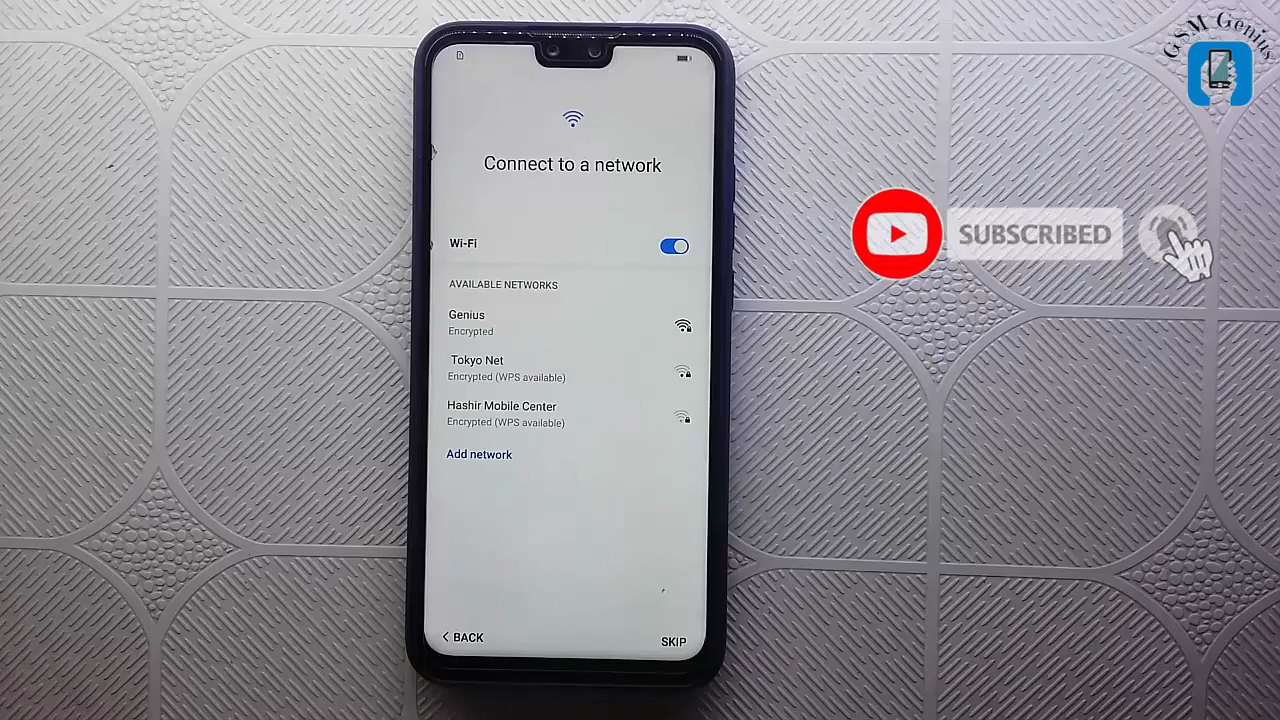 GSM Genius
Connect to a network
Wi-Fi
AVAILABLE NETWORKS
Genius
Encrypted
Tokyo Net
Encrypted (WPS available)
Hashir Mobile Center
Encrypted (WPS available)
Add network
BACK
SKIP
SUBSCRIBED